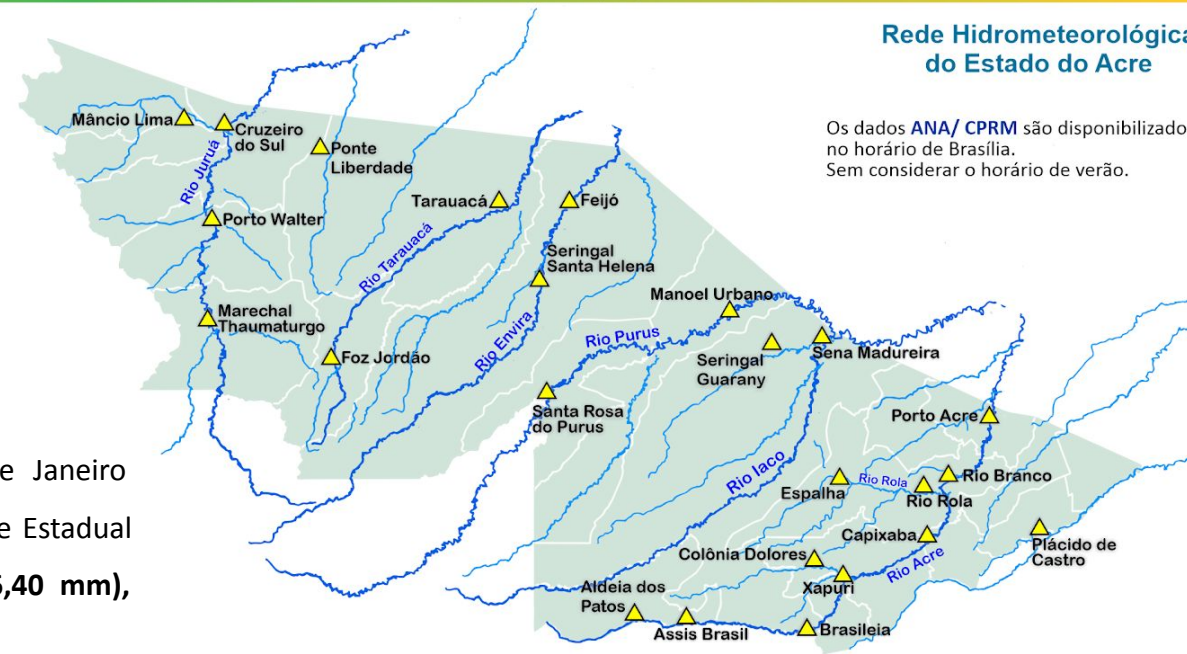 Rede Hidrometeorológica
do Estado do Acre
Os dados ANA/ CPRM são disponibilizado
no horário de Brasília.
Sem considerar o horário de verão.
Mâncio Lima
Cruzeiro
do Sul
Ponte
Liberdade
Rio Juruá
Porto Walter
Tarauacá
Feijó
Rio Tarauacá
Seringal
Santa Helena
Marechal
Thaumaturgo
Foz Jordão
Rio Envira
Manoel Urbano
Rio Purus
Seringal
Guarany
Sena Madureira
Santa Rosa
do Purus
Porto Acre
Rio Iaco
Espalha
Rio Rola
Rio Rola
Rio Branco
Capixaba
Plácido de
Castro
Colônia Dolores
Rio Acre
Xapuri
Aldeia dos
Patos
Assis Brasil
Brasileia
e Janeiro
e Estadual
,40 mm),